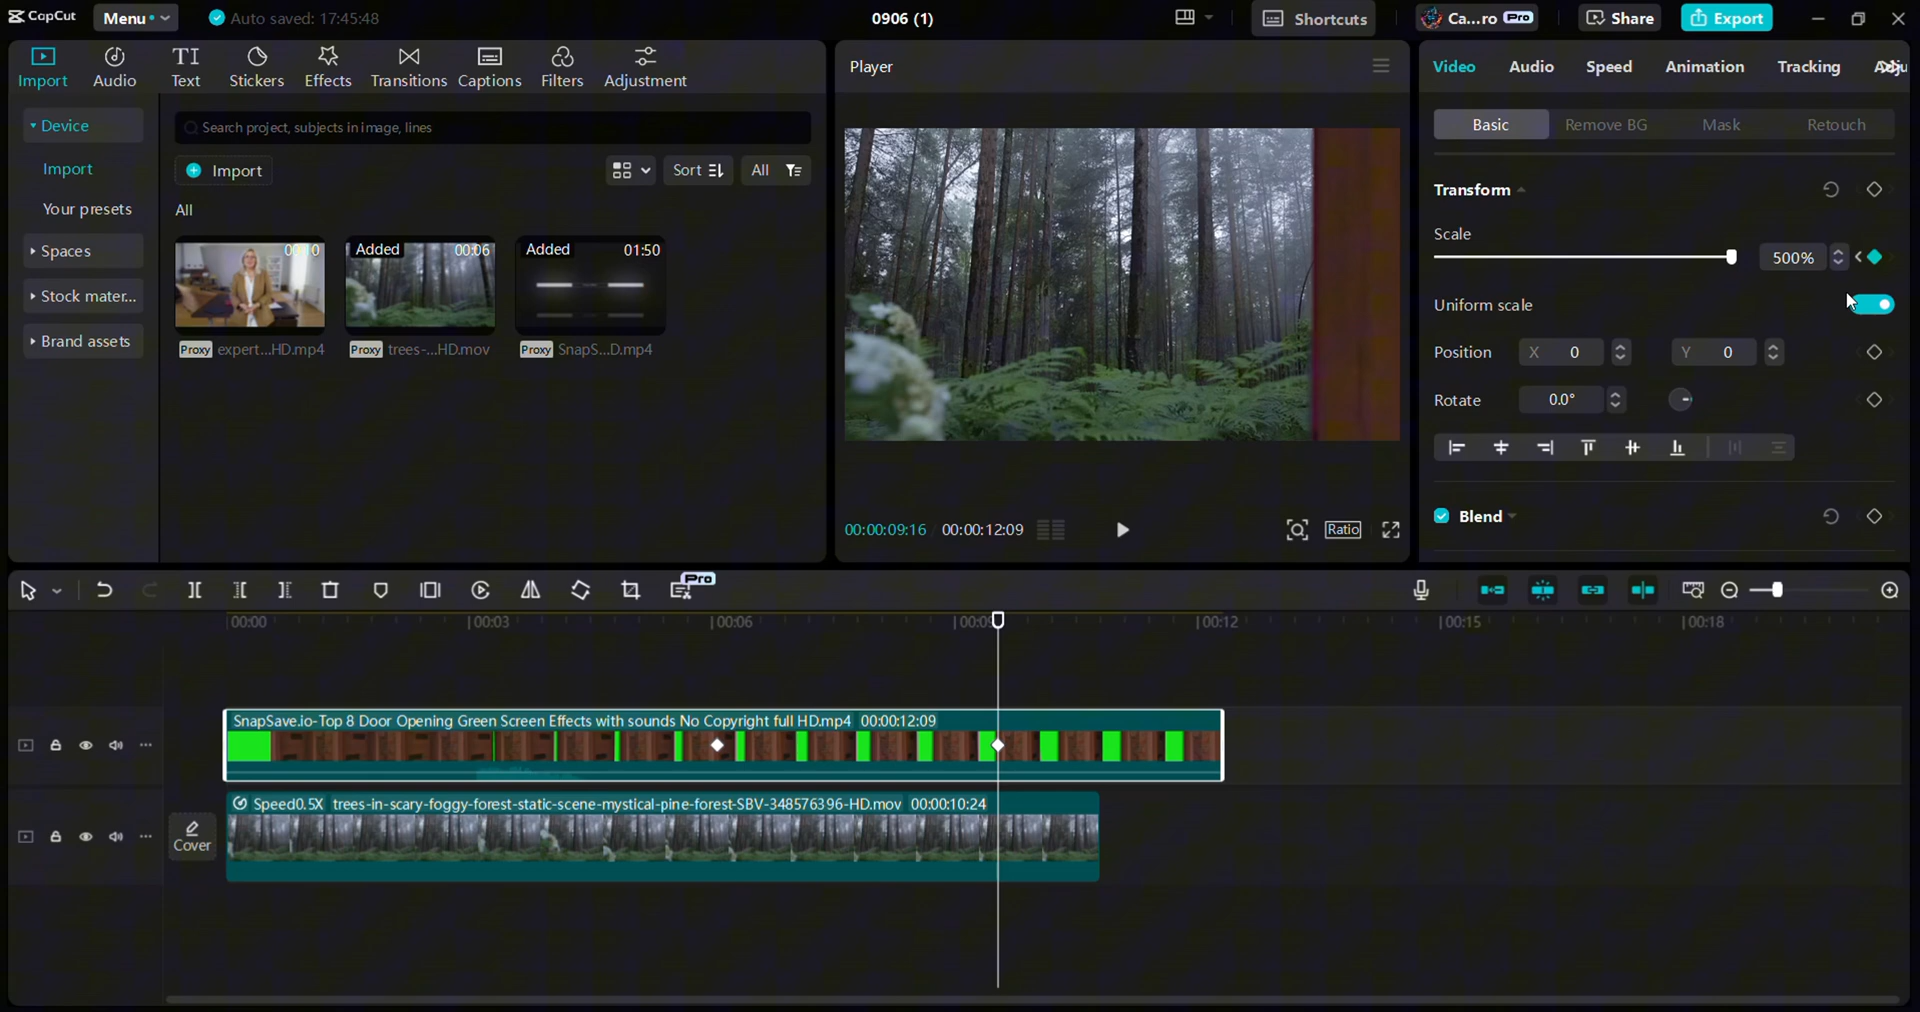 CapCut Menu Auto saved: 17:45:48 0906 (1) Shortcuts Ca...ro Pro Share Export
Import Audio Text Stickers Effects Transitions Captions Filters Adjustment
Device
Import
Your presets
Spaces
Stock mater...
Brand assets
Search project, subjects in image, lines
Import Sort All
All
00:10
Added 00:06
Added 01:50
Proxy expert...HD.mp4 Proxy trees-...HD.mov Proxy SnapS...D.mp4
Player
00:00:09:16 00:00:12:09 Ratio
Video Audio Speed Animation Tracking Adju
Basic Remove BG Mask Retouch
Transform
Scale
500%
Uniform scale
Position X 0 Y 0
Rotate 0.0°
Blend
Pro
00:00 00:03 00:06 00:09 00:12 00:15 00:18
SnapSave.io-Top 8 Door Opening Green Screen Effects with sounds No Copyright full HD.mp4 00:00:12:09
Cover
Speed0.5X trees-in-scary-foggy-forest-static-scene-mystical-pine-forest-SBV-348576396-HD.mov 00:00:10:24